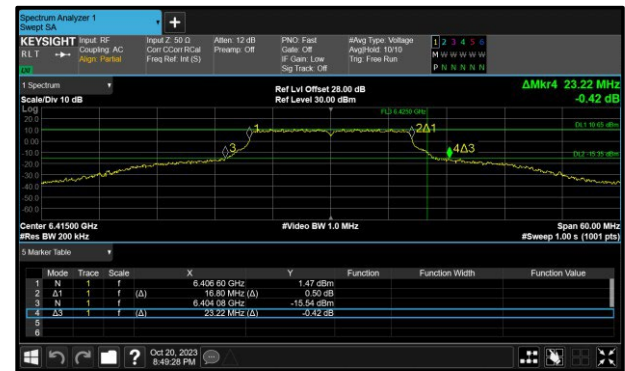 Spectrum Analyzer 1
Swept SA
+
KEYSIGHT Input: RF Input Z: 50 Ω Atten: 12 dB PNO: Fast #Avg Type: Voltage 1 2 3 4 5 6
RLT Coupling: AC Corr CCorr RCal Preamp: Off Gate: Off Avg|Hold: 10/10 M W W W W W
Align: Partial Freq Ref: Int (S) IF Gain: Low Trig: Free Run P N N N N N
Sig Track: Off
1 Spectrum Ref Lvl Offset 28.00 dB ΔMkr4 23.22 MHz
Scale/Div 10 dB Ref Level 30.00 dBm -0.42 dB
Log
20.0
10.0
0.00
-10.0
-20.0
-30.0
-40.0
-50.0
-60.0
1
2Δ1
3
4Δ3
DL1 10.65 dBm
DL2 -15.35 dBm
Center 6.41500 GHz #Video BW 1.0 MHz Span 60.00 MHz
#Res BW 200 kHz #Sweep 1.00 s (1001 pts)
5 Marker Table
Mode Trace Scale X Y Function Function Width Function Value
1 N 1 f 6.406 60 GHz 1.47 dBm
2 Δ1 1 f (Δ) 16.80 MHz (Δ) 0.50 dB
3 N 1 f 6.404 08 GHz -15.54 dBm
4 Δ3 1 f (Δ) 23.22 MHz (Δ) -0.42 dB
5
6
? Oct 20, 2023
8:49:28 PM